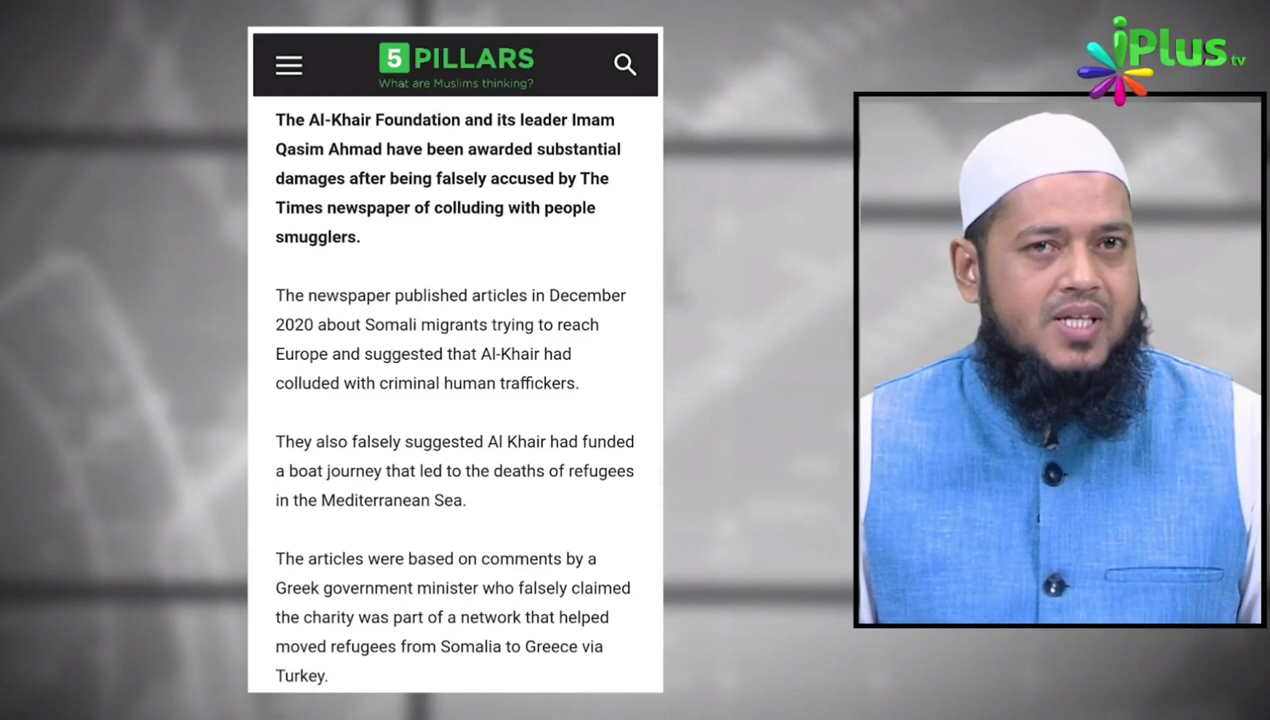 5 PILLARS
What are Muslims thinking?
iPlus tv
The Al-Khair Foundation and its leader Imam
Qasim Ahmad have been awarded substantial
damages after being falsely accused by The
Times newspaper of colluding with people
smugglers.
The newspaper published articles in December
2020 about Somali migrants trying to reach
Europe and suggested that Al-Khair had
colluded with criminal human traffickers.
They also falsely suggested Al Khair had funded
a boat journey that led to the deaths of refugees
in the Mediterranean Sea.
The articles were based on comments by a
Greek government minister who falsely claimed
the charity was part of a network that helped
moved refugees from Somalia to Greece via
Turkey.